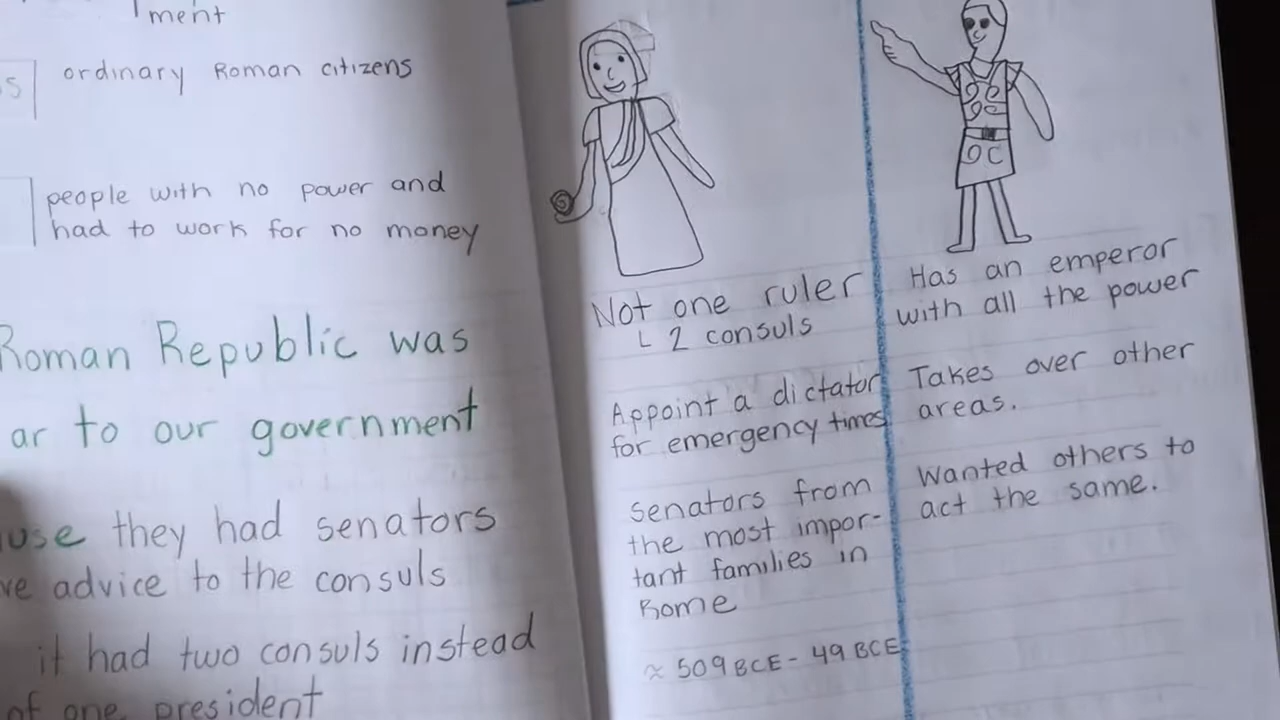 ment
ordinary Roman citizens
people with no power and
had to work for no money
Roman Republic was
to our government
they had senators
advice to the consuls
it had two consuls instead
of one president
Not one ruler
└ 2 consuls
Appoint a dictator
for emergency times
Senators from
the most impor-
tant families in
Rome
≈ 509 BCE - 49 BCE
Has an emperor
with all the power
Takes over other
areas.
Wanted others to
act the same.